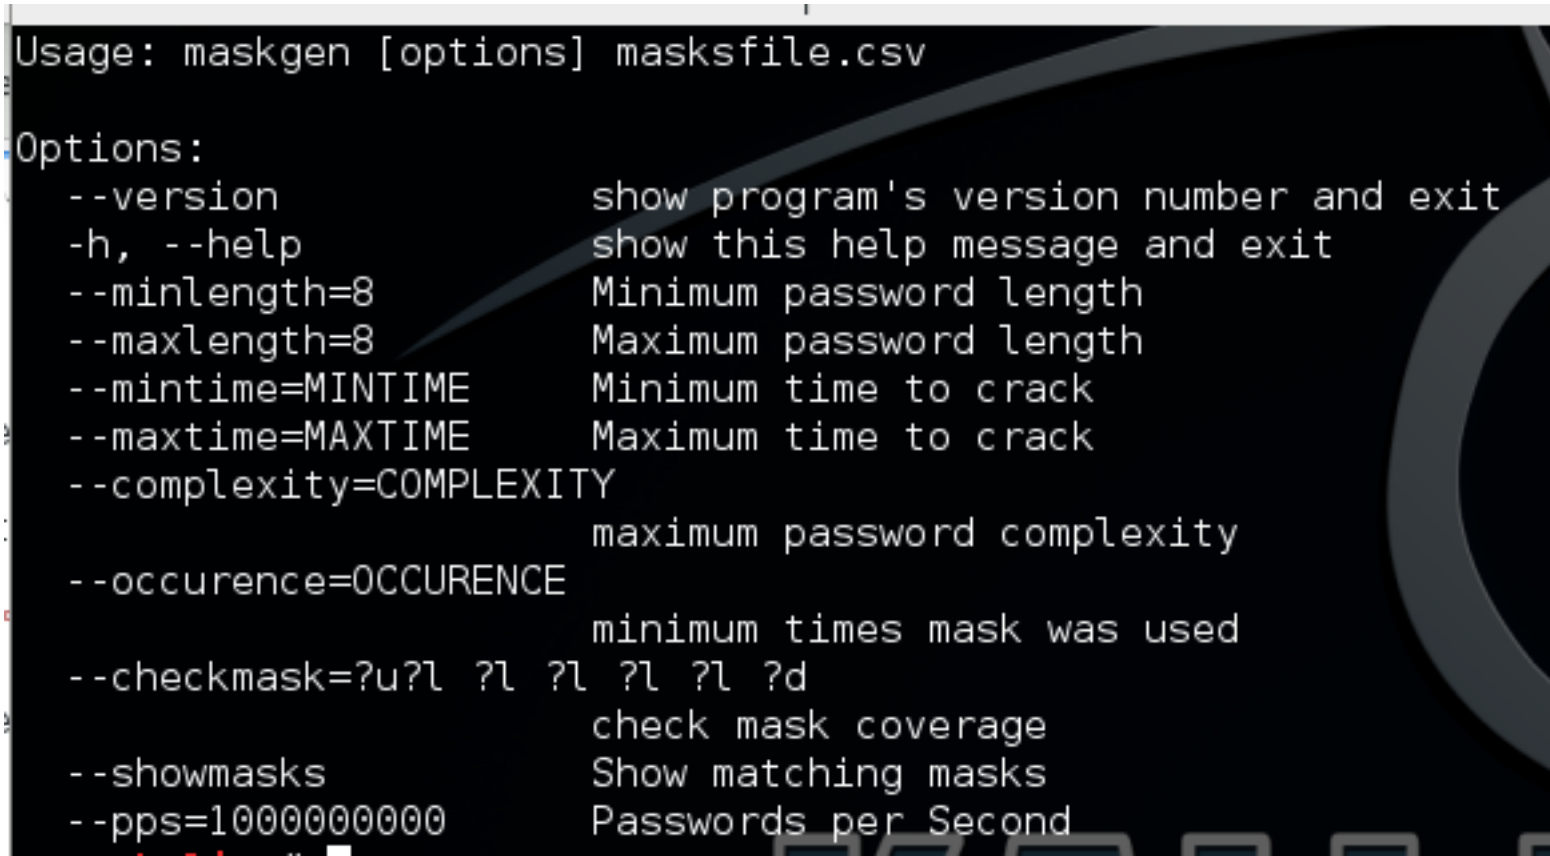 Usage: maskgen [options] masksfile.csv
Options:
--version show program's version number and exit
-h, --help show this help message and exit
--minlength=8 Minimum password length
--maxlength=8 Maximum password length
--mintime=MINTIME Minimum time to crack
--maxtime=MAXTIME Maximum time to crack
--complexity=COMPLEXITY
maximum password complexity
--occurence=OCCURENCE
minimum times mask was used
--checkmask=?u?l ?l ?l ?l ?l ?d
check mask coverage
--showmasks Show matching masks
--pps=1000000000 Passwords per Second